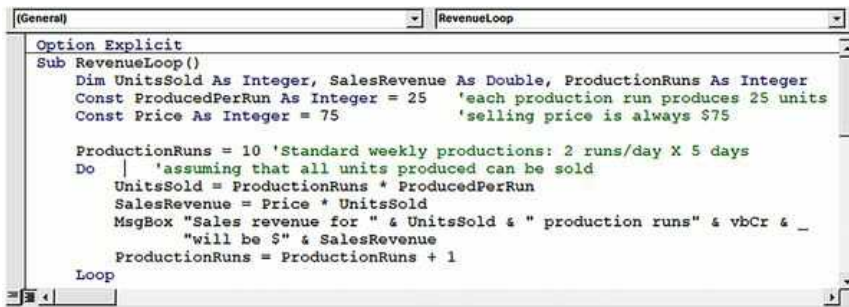 (General) RevenueLoop
Option Explicit
Sub RevenueLoop()
Dim UnitsSold As Integer, SalesRevenue As Double, ProductionRuns As Integer
Const ProducedPerRun As Integer = 25 'each production run produces 25 units
Const Price As Integer = 75 'selling price is always $75
ProductionRuns = 10 'Standard weekly productions: 2 runs/day X 5 days
Do 'assuming that all units produced can be sold
UnitsSold = ProductionRuns * ProducedPerRun
SalesRevenue = Price * UnitsSold
MsgBox "Sales revenue for " & UnitsSold & " production runs" & vbCr & _
"will be $" & SalesRevenue
ProductionRuns = ProductionRuns + 1
Loop